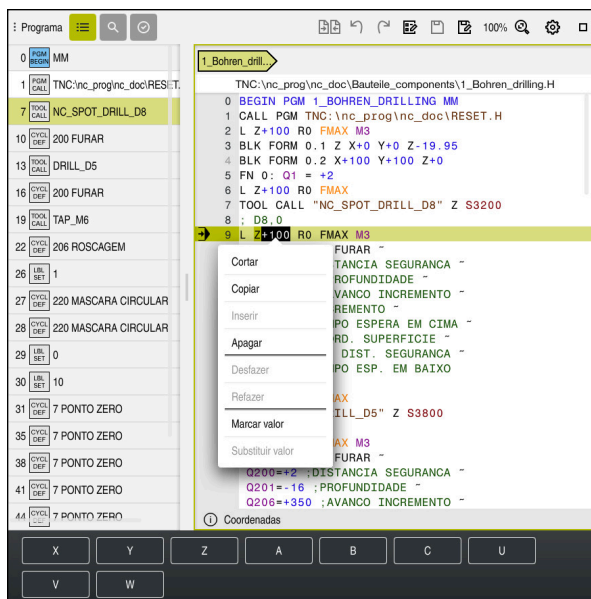 Programa
100%
0 PGM BEGIN MM
1 PGM CALL TNC:\nc_prog\nc_doc\RESET.
7 TOOL CALL NC_SPOT_DRILL_D8
10 CYCL DEF 200 FURAR
13 TOOL CALL DRILL_D5
16 CYCL DEF 200 FURAR
19 TOOL CALL TAP_M6
22 CYCL DEF 206 ROSCAGEM
26 LBL SET 1
27 CYCL DEF 220 MASCARA CIRCULAR
28 CYCL DEF 220 MASCARA CIRCULAR
29 LBL SET 0
30 LBL SET 10
31 CYCL DEF 7 PONTO ZERO
35 CYCL DEF 7 PONTO ZERO
38 CYCL DEF 7 PONTO ZERO
41 CYCL DEF 7 PONTO ZERO
44 CYCL DEF 7 PONTO ZERO
1_Bohren_drill...
TNC:\nc_prog\nc_doc\Bauteile_components\1_Bohren_drilling.H
0 BEGIN PGM 1_BOHREN_DRILLING MM
1 CALL PGM TNC:\nc_prog\nc_doc\RESET.H
2 L Z+100 R0 FMAX M3
3 BLK FORM 0.1 Z X+0 Y+0 Z-19.95
4 BLK FORM 0.2 X+100 Y+100 Z+0
5 FN 0: Q1 = +2
6 L Z+100 R0 FMAX
7 TOOL CALL "NC_SPOT_DRILL_D8" Z S3200
8 ; D8,0
9 L Z+100 R0 FMAX M3
FURAR ~
TANCIA SEGURANCA ~
ROFUNDIDADE ~
VANCO INCREMENTO ~
REMENTO ~
PO ESPERA EM CIMA ~
RD. SUPERFICIE ~
DIST. SEGURANCA ~
PO ESP. EM BAIXO
AX
ILL_D5" Z S3800
AX M3
FURAR ~
Q200=+2 ;DISTANCIA SEGURANCA ~
Q201=-16 ;PROFUNDIDADE ~
Q206=+350 ;AVANCO INCREMENTO ~
Cortar
Copiar
Inserir
Apagar
Desfazer
Refazer
Marcar valor
Substituir valor
Coordenadas
X Y Z A B C U
V W